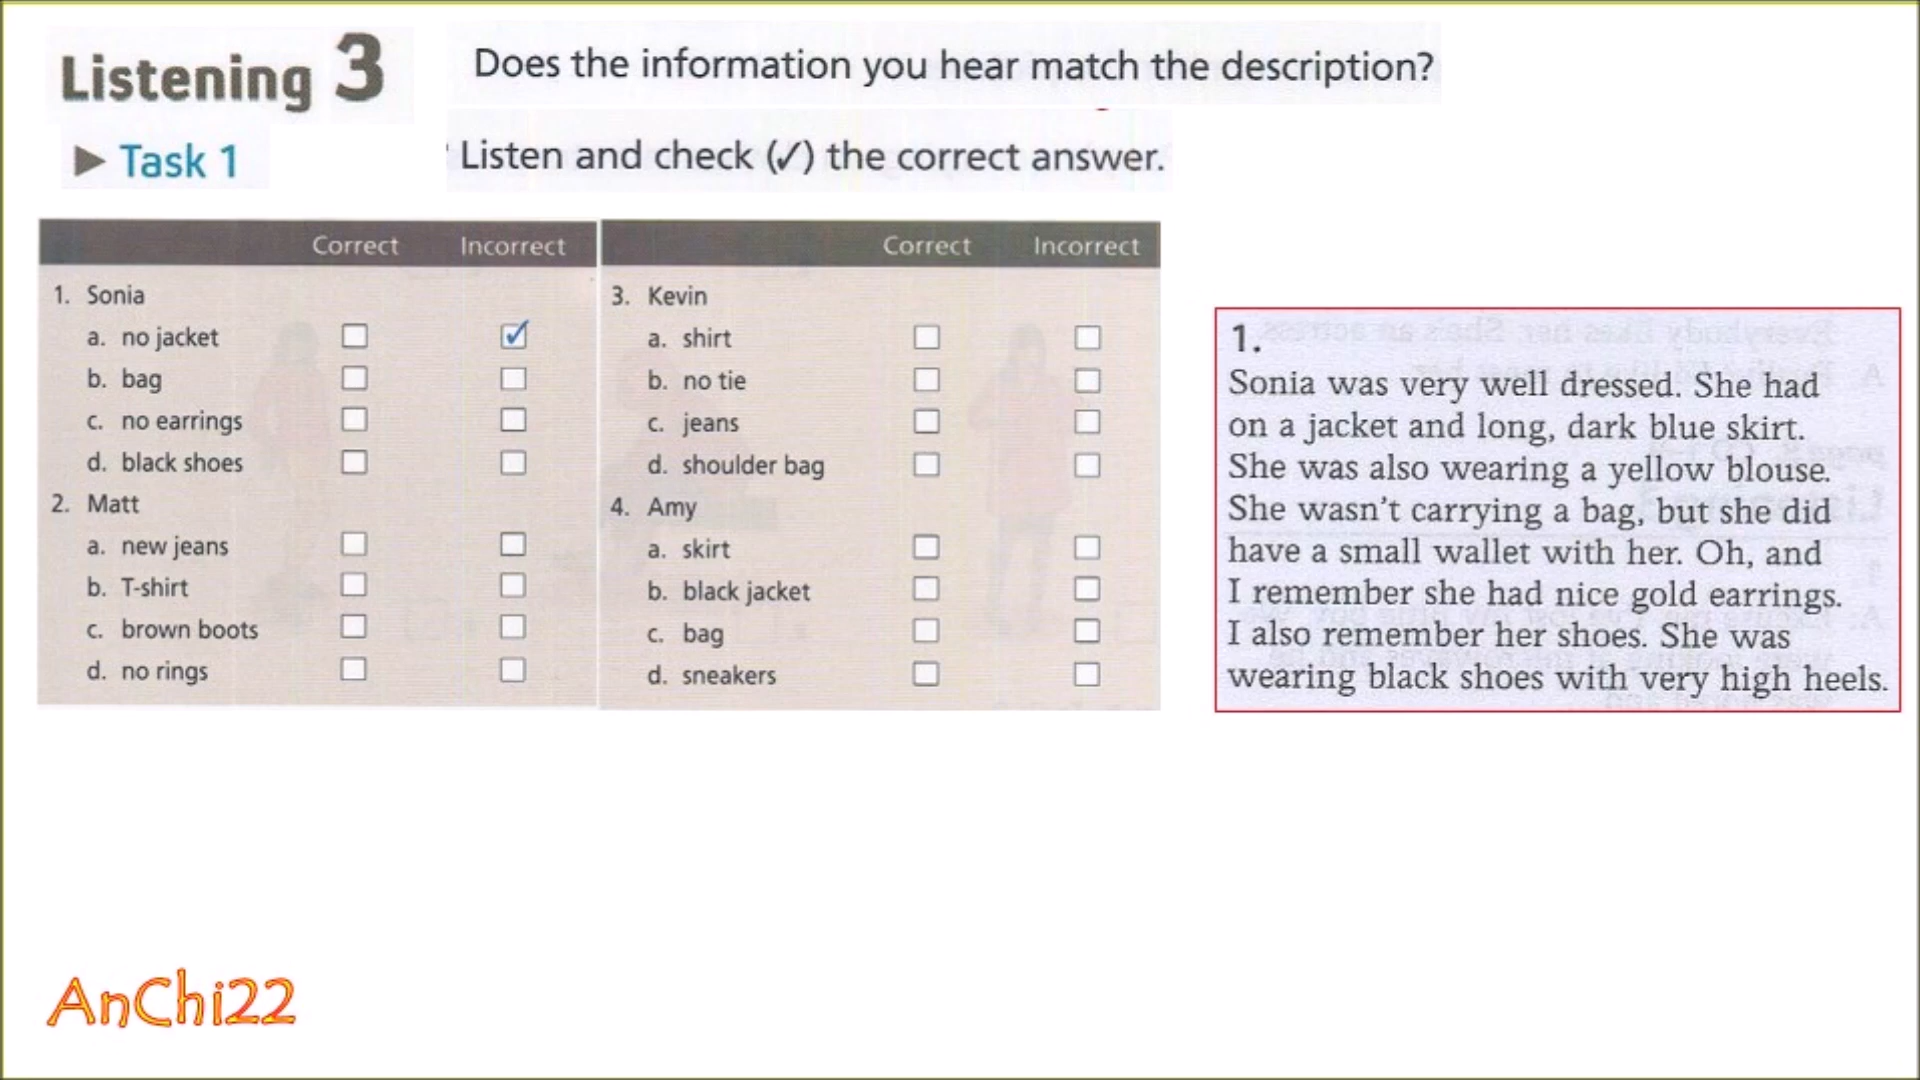 Listening 3
Does the information you hear match the description?
► Task 1
Listen and check (✓) the correct answer.
Correct Incorrect
1. Sonia
a. no jacket ✓
b. bag
c. no earrings
d. black shoes
2. Matt
a. new jeans
b. T-shirt
c. brown boots
d. no rings
Correct Incorrect
3. Kevin
a. shirt
b. no tie
c. jeans
d. shoulder bag
4. Amy
a. skirt
b. black jacket
c. bag
d. sneakers
1.
Sonia was very well dressed. She had
on a jacket and long, dark blue skirt.
She was also wearing a yellow blouse.
She wasn't carrying a bag, but she did
have a small wallet with her. Oh, and
I remember she had nice gold earrings.
I also remember her shoes. She was
wearing black shoes with very high heels.
AnChi22